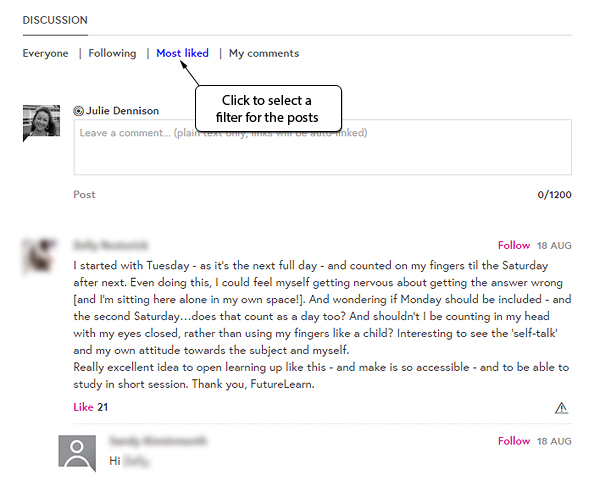 DISCUSSION
Everyone | Following | Most liked | My comments
Click to select a
filter for the posts
Julie Dennison
Leave a comment... (plain text only, links will be auto-linked)
Post 0/1200
Follow 18 AUG
I started with Tuesday - as it's the next full day - and counted on my fingers til the Saturday
after next. Even doing this, I could feel myself getting nervous about getting the answer wrong
[and I'm sitting here alone in my own space!]. And wondering if Monday should be included - and
the second Saturday...does that count as a day too? And shouldn't I be counting in my head
with my eyes closed, rather than using my fingers like a child? Interesting to see the 'self-talk'
and my own attitude towards the subject and myself.
Really excellent idea to open learning up like this - and make is so accessible - and to be able to
study in short session. Thank you, FutureLearn.
Like 21
Follow 18 AUG
Hi